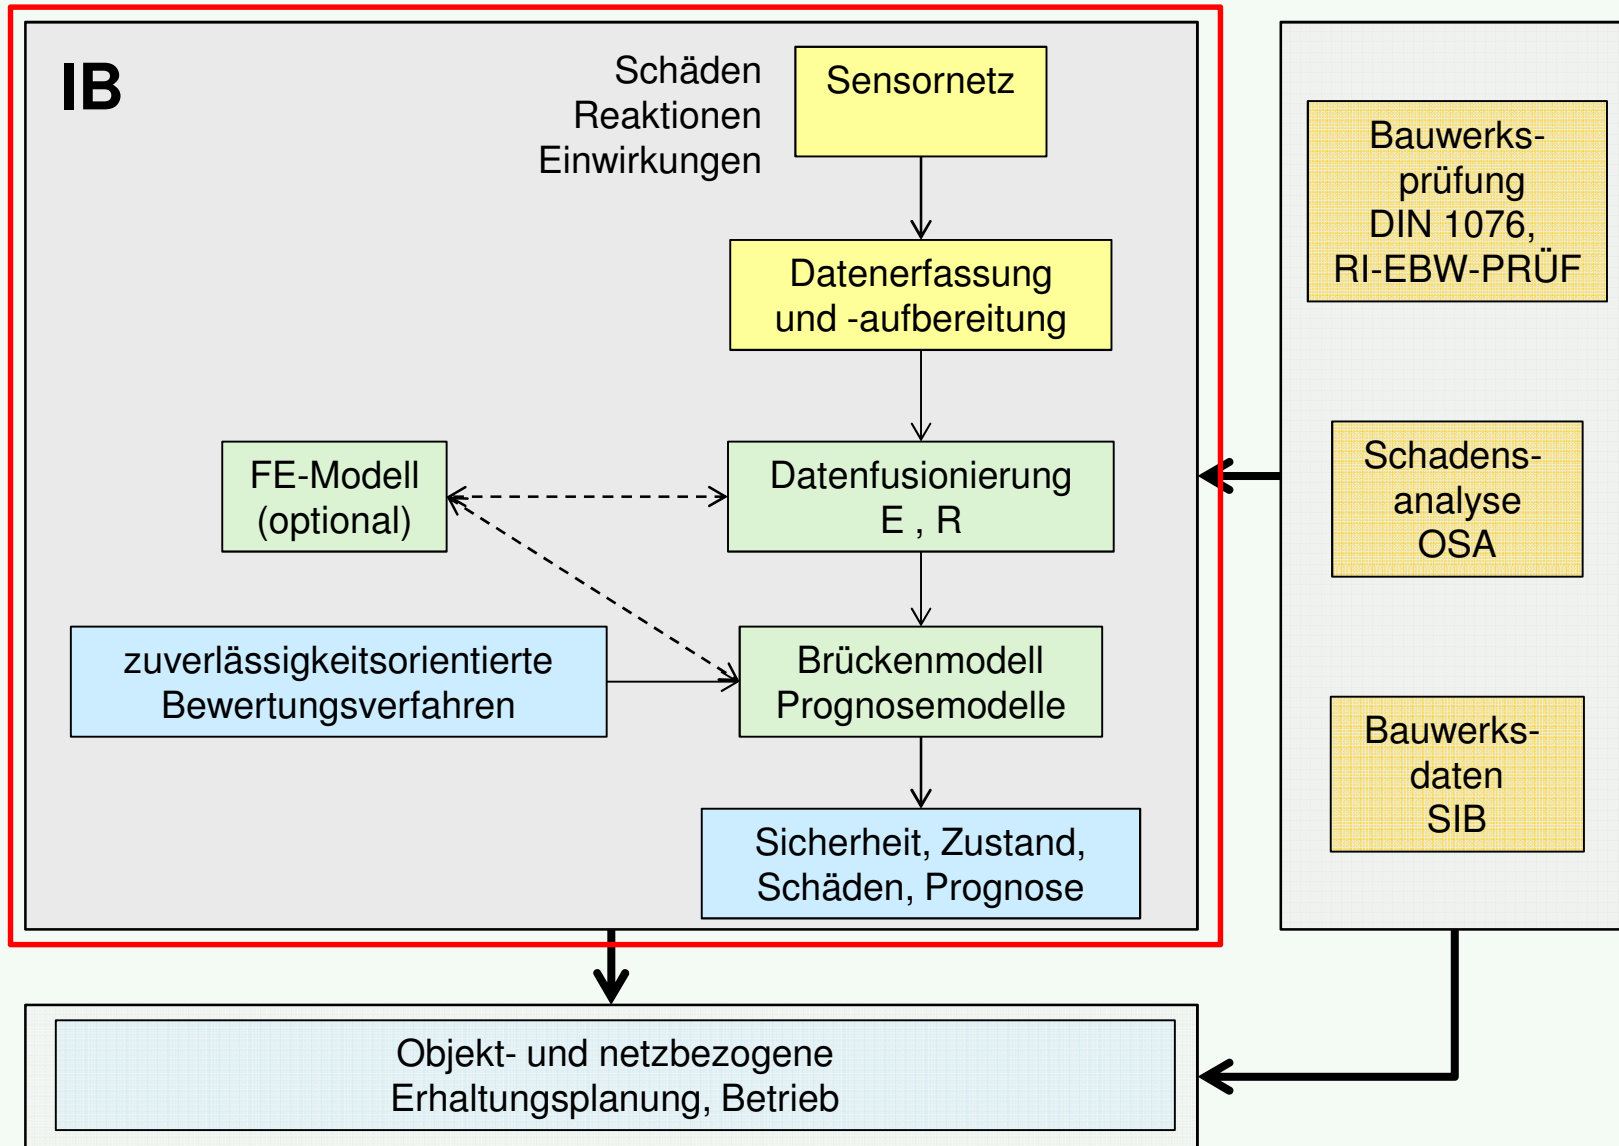 IB
Schäden
Reaktionen
Einwirkungen
Sensornetz
Datenerfassung
und -aufbereitung
FE-Modell
(optional)
Datenfusionierung
E , R
zuverlässigkeitsorientierte
Bewertungsverfahren
Brückenmodell
Prognosemodelle
Sicherheit, Zustand,
Schäden, Prognose
Bauwerks-
prüfung
DIN 1076,
RI-EBW-PRÜF
Schadens-
analyse
OSA
Bauwerks-
daten
SIB
Objekt- und netzbezogene
Erhaltungsplanung, Betrieb